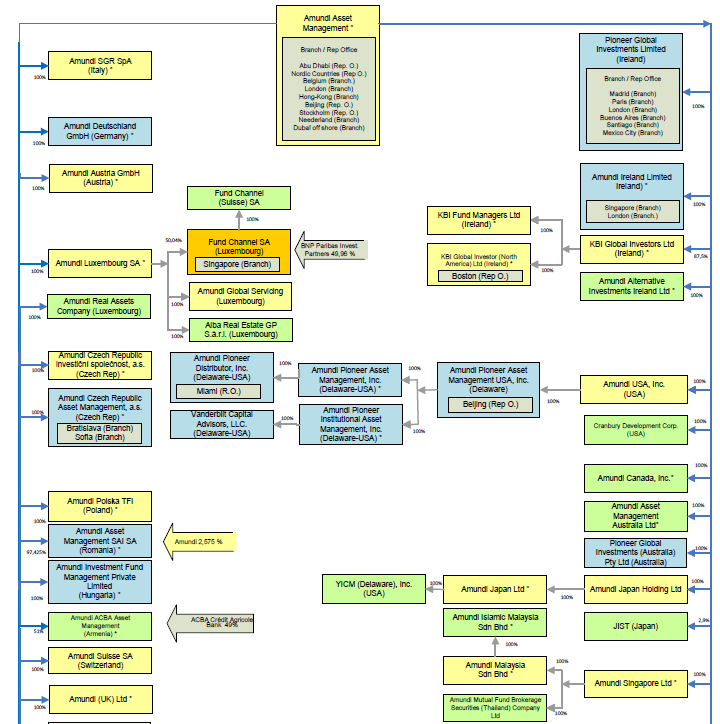 Amundi Asset
Management *
Branch / Rep Office
Abu Dhabi (Rep. O.)
Nordic Countries (Rep O.)
Belgium (Branch.)
London (Branch)
Hong-Kong (Branch)
Beijing (Rep. O.)
Stockholm (Rep. O.)
Neederland (Branch)
Dubaï off shore (Branch)
Pioneer Global
Investments Limited
(Ireland)
Branch / Rep Office
Madrid (Branch)
Paris (Branch)
London (Branch)
Buenos Aires (Branch)
Santiago (Branch)
Mexico City (Branch)
100%
Amundi SGR SpA
(Italy) *
100%
Amundi Deutschland
GmbH (Germany) *
100%
Amundi Austria GmbH
(Austria) *
100%
Amundi Ireland Limited
Ireland) *
Singapore (Branch)
London (Branch.)
100%
Fund Channel
(Suisse) SA
100%
KBI Fund Managers Ltd
(Ireland) *
100%
50,04%
Fund Channel SA
(Luxembourg)
Singapore (Branch)
BNP Paribas Invest
Partners 49,96 %
KBI Global Investors Ltd
(Ireland) *
87,5%
KBI Global Investor (North
America) Ltd (Ireland) *
Boston (Rep O.)
100%
Amundi Luxembourg SA *
100%
Amundi Alternative
Investments Ireland Ltd *
100%
Amundi Global Servicing
(Luxembourg)
100%
Amundi Real Assets
Company (Luxembourg)
100%
Alba Real Estate GP
S.à.r.l. (Luxembourg)
100%
Amundi Czech Republic
Investiční společnost, a.s.
(Czech Rep) *
100%
Amundi Pioneer
Distributor, Inc.
(Delaware-USA)
Miami (R.O.)
100%
Amundi Pioneer Asset
Management, Inc.
(Delaware-USA) *
100%
Amundi Pioneer Asset
Management USA, Inc.
(Delaware)
Beijing (Rep O.)
100%
Amundi USA, Inc.
(USA)
100%
Amundi Czech Republic
Asset Management, a.s.
(Czech Rep) *
Bratislava (Branch)
Sofia (Branch)
100%
Vanderbilt Capital
Advisors, LLC.
(Delaware-USA)
100%
Amundi Pioneer
Institutional Asset
Management, Inc.
(Delaware-USA) *
100%
Cranbury Development Corp.
(USA)
100%
Amundi Canada, Inc.*
100%
Amundi Polska TFI
(Poland) *
100%
Amundi Asset
Management
Australia Ltd*
100%
Amundi Asset
Management SAI SA
(Romania) *
97,425%
Amundi 2,575 %
Pioneer Global
Investments (Australia)
Pty Ltd (Australia)
100%
Amundi Investment Fund
Management Private
Limited
(Hungary) *
100%
YICM (Delaware), Inc.
(USA)
100%
Amundi Japan Ltd *
100%
Amundi Japan Holding Ltd
100%
Amundi ACBA Asset
Management
(Armenia) *
51%
ACBA Crédit Agricole
Bank 49%
Amundi Islamic Malaysia
Sdn Bhd *
100%
JIST (Japan)
2,9%
Amundi Suisse SA
(Switzerland)
100%
Amundi Malaysia
Sdn Bhd *
100%
Amundi Singapore Ltd *
100%
Amundi (UK) Ltd *
100%
Amundi Mutual Fund Brokerage
Securities (Thailand) Company
Ltd
100%